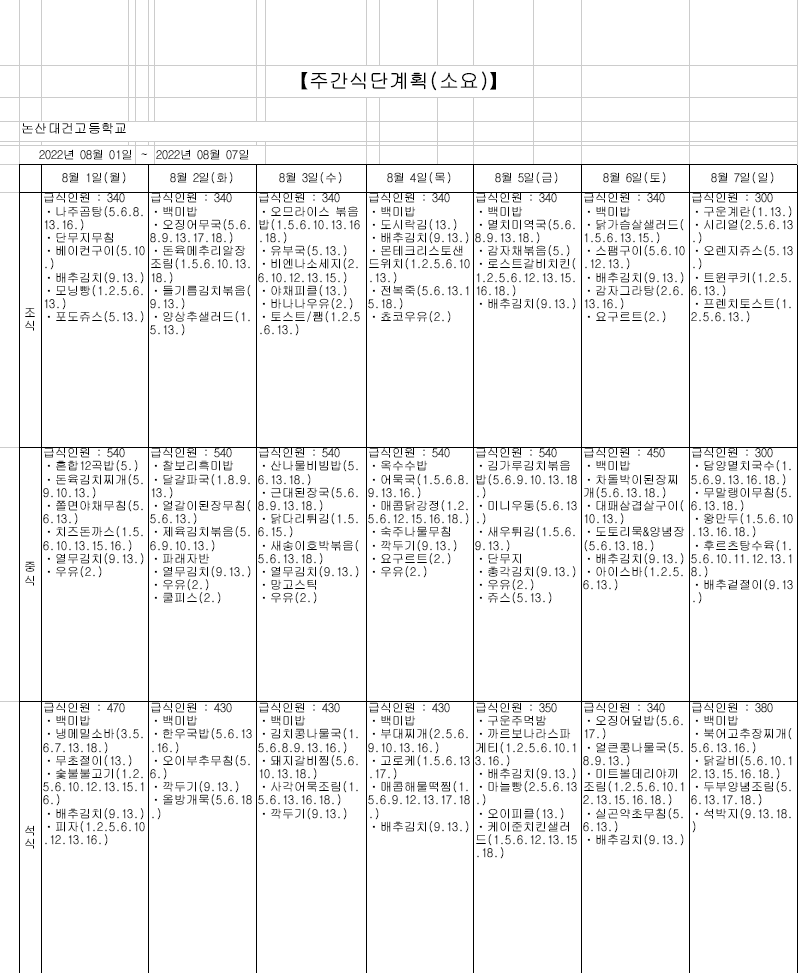 【주간식단계획(소요)】
논산대건고등학교
2022년 08월 01일 ~ 2022년 08월 07일
8월 1일(월) 8월 2일(화) 8월 3일(수) 8월 4일(목) 8월 5일(금) 8월 6일(토) 8월 7일(일)
조식
급식인원 : 340
・나주곰탕(5.6.8.
13.16.)
・단무지무침
・베이컨구이(5.10
.)
・배추김치(9.13.)
・모닝빵(1.2.5.6.
13.)
・포도쥬스(5.13.)
급식인원 : 340
・백미밥
・오징어무국(5.6.
8.9.13.17.18.)
・돈육메추리알장
조림(1.5.6.10.13.
18.)
・들기름김치볶음(
9.13.)
・양상추샐러드(1.
5.13.)
급식인원 : 340
・오므라이스 볶음
밥(1.5.6.10.13.16
.18.)
・유부국(5.13.)
・비엔나소세지(2.
6.10.12.13.15.)
・야채피클(13.)
・바나나우유(2.)
・토스트/쨈(1.2.5
.6.13.)
급식인원 : 340
・백미밥
・도시락김(13.)
・배추김치(9.13.)
・몬테크리스토샌
드위치(1.2.5.6.10
.13.)
・전복죽(5.6.13.1
5.18.)
・쵸코우유(2.)
급식인원 : 340
・백미밥
・멸치미역국(5.6.
8.9.13.18.)
・감자채볶음(5.)
・로스트갈비치킨(
1.2.5.6.12.13.15.
16.18.)
・배추김치(9.13.)
급식인원 : 340
・백미밥
・닭가슴살샐러드(
1.5.6.13.15.)
・스팸구이(5.6.10
.12.13.)
・배추김치(9.13.)
・감자그라탕(2.6.
13.16.)
・요구르트(2.)
급식인원 : 300
・구운계란(1.13.)
・시리얼(2.5.6.13
.)
・오렌지쥬스(5.13
.)
・트윈쿠키(1.2.5.
6.13.)
・프렌치토스트(1.
2.5.6.13.)
중식
급식인원 : 540
・혼합12곡밥(5.)
・돈육김치찌개(5.
9.10.13.)
・쫄면야채무침(5.
6.13.)
・치즈돈까스(1.5.
6.10.13.15.16.)
・열무김치(9.13.)
・우유(2.)
급식인원 : 540
・찰보리흑미밥
・달걀파국(1.8.9.
13.)
・얼갈이된장무침(
5.6.13.)
・제육김치볶음(5.
6.9.10.13.)
・파래자반
・열무김치(9.13.)
・우유(2.)
・쿨피스(2.)
급식인원 : 540
・산나물비빔밥(5.
6.13.18.)
・근대된장국(5.6.
8.9.13.18.)
・닭다리튀김(1.5.
6.15.)
・새송이호박볶음(
5.6.13.18.)
・열무김치(9.13.)
・망고스틱
・우유(2.)
급식인원 : 540
・옥수수밥
・어묵국(1.5.6.8.
9.13.16.)
・매콤닭강정(1.2.
5.6.12.15.16.18.)
・숙주나물무침
・깍두기(9.13.)
・요구르트(2.)
・우유(2.)
급식인원 : 540
・김가루김치볶음
밥(5.6.9.10.13.18
.)
・미니우동(5.6.13
.)
・새우튀김(1.5.6.
9.13.)
・단무지
・총각김치(9.13.)
・우유(2.)
・쥬스(5.13.)
급식인원 : 450
・백미밥
・차돌박이된장찌
개(5.6.13.18.)
・대패삼겹살구이(
10.13.)
・도토리묵&양념장
(5.6.13.18.)
・배추김치(9.13.)
・아이스바(1.2.5.
6.13.)
급식인원 : 300
・담양멸치국수(1.
5.6.9.13.16.18.)
・무말랭이무침(5.
6.13.18.)
・왕만두(1.5.6.10
.13.16.18.)
・후르츠탕수육(1.
5.6.10.11.12.13.1
8.)
・배추겉절이(9.13
.)
석식
급식인원 : 470
・백미밥
・냉메밀소바(3.5.
6.7.13.18.)
・무초절이(13.)
・숯불불고기(1.2.
5.6.10.12.13.15.1
6.)
・배추김치(9.13.)
・피자(1.2.5.6.10
.12.13.16.)
급식인원 : 430
・백미밥
・한우국밥(5.6.13
.16.)
・오이부추무침(5.
6.)
・깍두기(9.13.)
・올방개묵(5.6.18
.)
급식인원 : 430
・백미밥
・김치콩나물국(1.
5.6.8.9.13.16.)
・돼지갈비찜(5.6.
10.13.18.)
・사각어묵조림(1.
5.6.13.16.18.)
・깍두기(9.13.)
급식인원 : 430
・백미밥
・부대찌개(2.5.6.
9.10.13.16.)
・고로케(1.5.6.13
.17.)
・매콤해물떡찜(1.
5.6.9.12.13.17.18
.)
・배추김치(9.13.)
급식인원 : 350
・구운주먹밥
・까르보나라스파
게티(1.2.5.6.10.1
3.16.)
・배추김치(9.13.)
・마늘빵(2.5.6.13
.)
・오이피클(13.)
・케이준치킨샐러
드(1.5.6.12.13.15
.18.)
급식인원 : 340
・오징어덮밥(5.6.
17.)
・얼큰콩나물국(5.
8.9.13.)
・미트볼데리야끼
조림(1.2.5.6.10.1
2.13.15.16.18.)
・실곤약초무침(5.
6.13.)
・배추김치(9.13.)
급식인원 : 380
・백미밥
・북어고추장찌개(
5.6.13.16.)
・닭갈비(5.6.10.1
2.13.15.16.18.)
・두부양념조림(5.
6.13.17.18.)
・석박지(9.13.18.
)